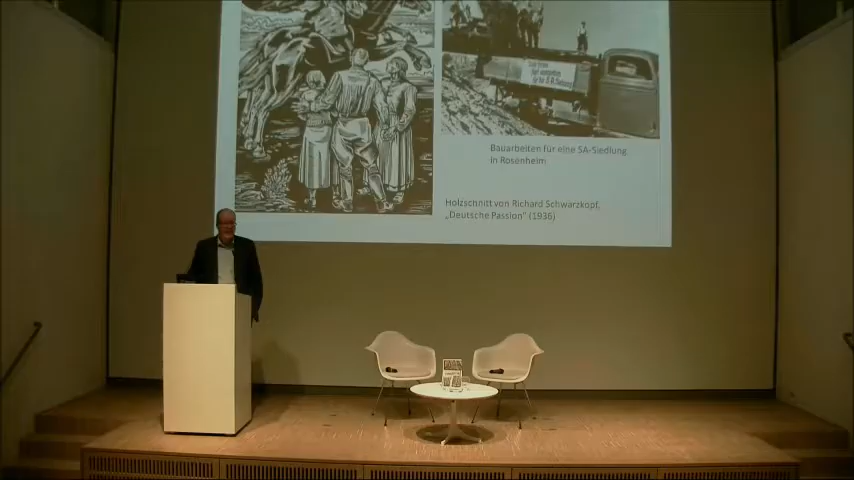 Bauarbeiten für eine SA-Siedlung
in Rosenheim
Holzschnitt von Richard Schwarzkopf,
„Deutsche Passion" (1936)